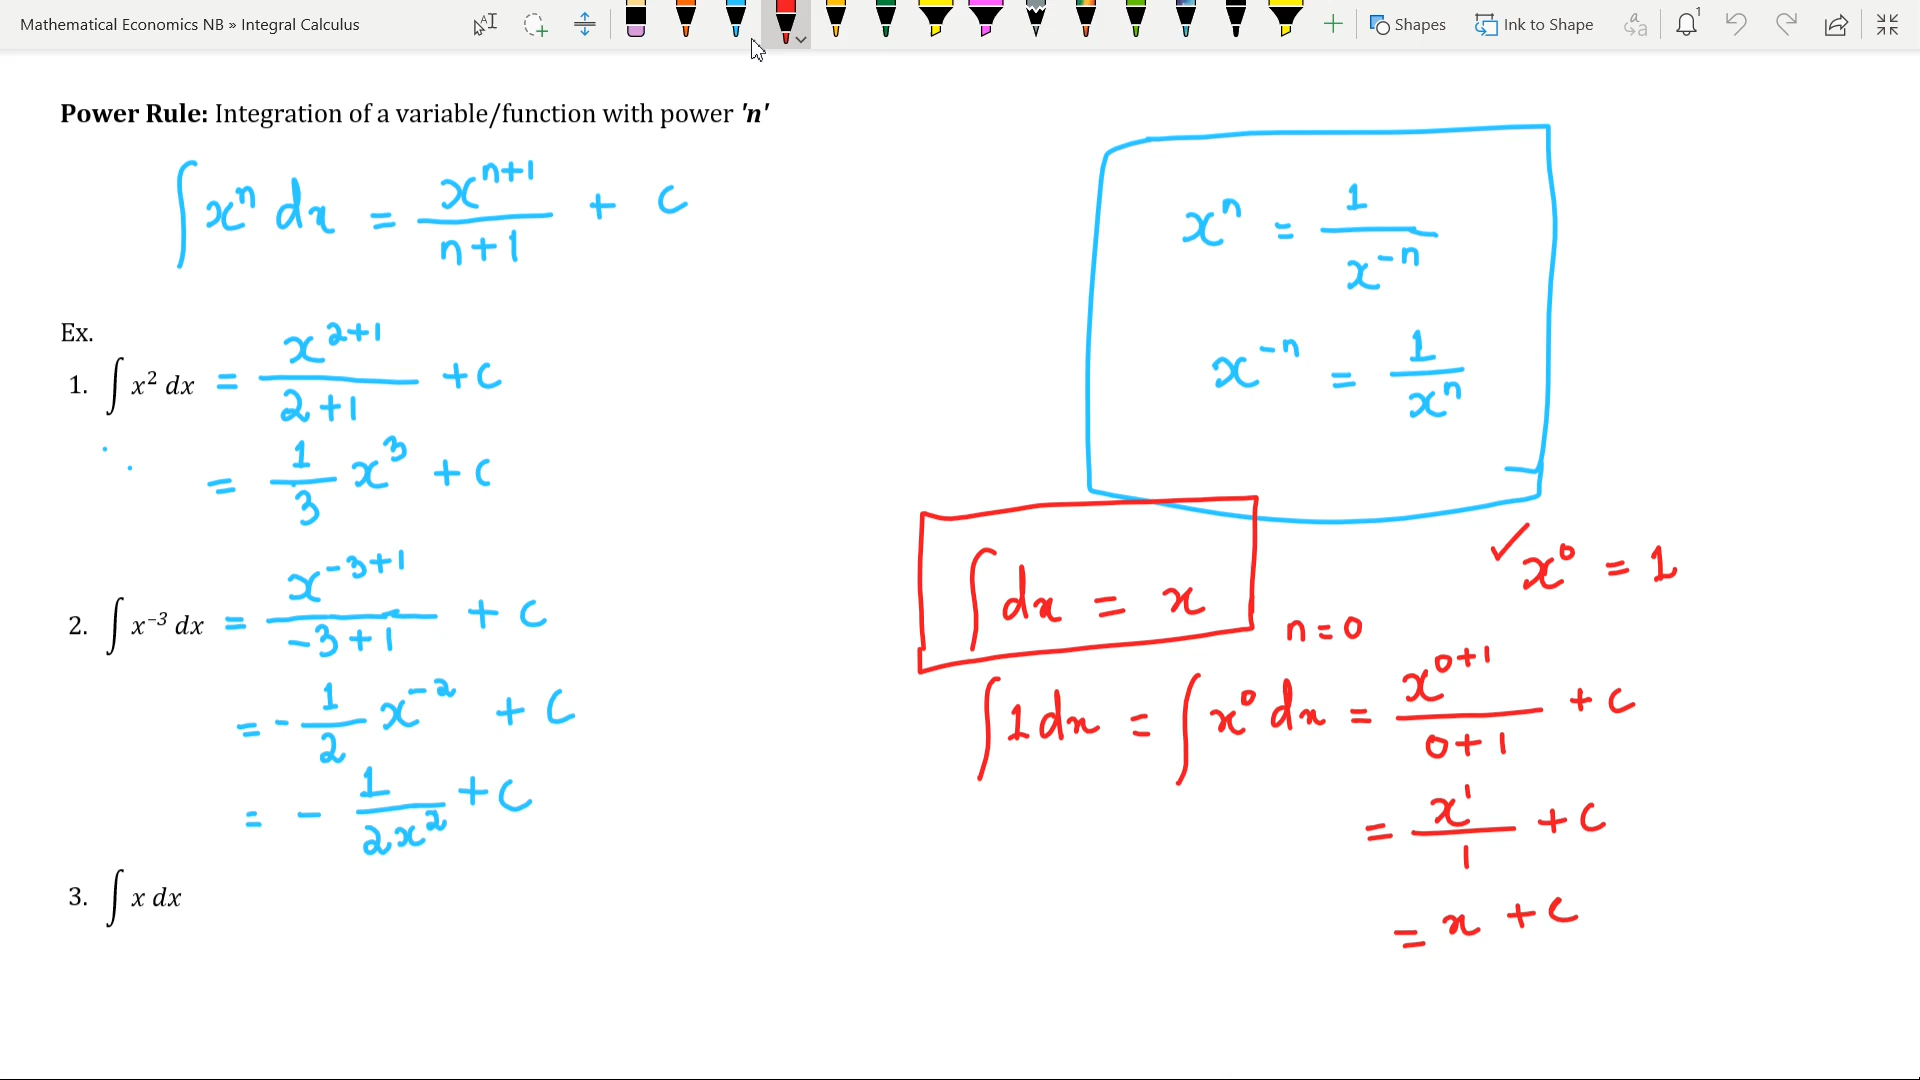 Mathematical Economics NB » Integral Calculus
Shapes
Ink to Shape
1
Power Rule: Integration of a variable/function with power 'n'
∫ xⁿ dx = xⁿ⁺¹ / n+1 + c
Ex.
1. ∫ x² dx = x²⁺¹ / 2+1 + c
= 1/3 x³ + c
2. ∫ x⁻³ dx = x⁻³⁺¹ / -3+1 + c
= - 1/2 x⁻² + c
= - 1/2x² + c
3. ∫ x dx
xⁿ = 1 / x⁻ⁿ
x⁻ⁿ = 1 / xⁿ
∫ dx = x
✓ x⁰ = 1
n = 0
∫ 1 dx = ∫ x⁰ dx = x⁰⁺¹ / 0+1 + c
= x¹ / 1 + c
= x + c